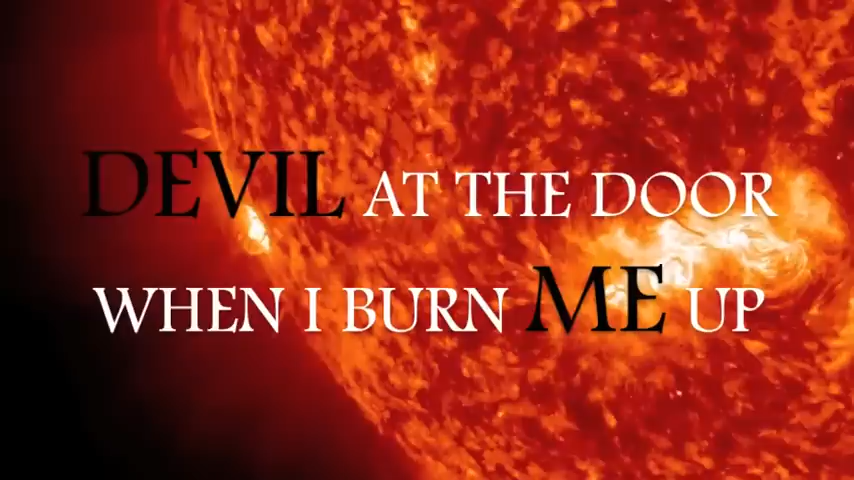 DEVIL AT THE DOOR
WHEN I BURN ME UP